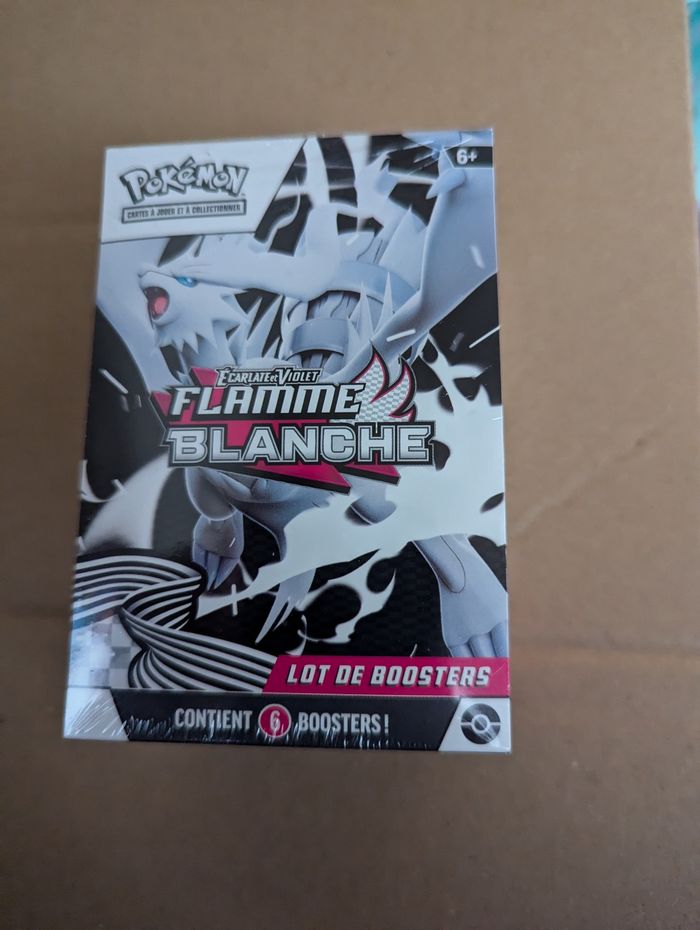 POKéMON
CARTES À JOUER ET À COLLECTIONNER
6+
ÉCARLATE ET VIOLET
FLAMME
BLANCHE
LOT DE BOOSTERS
CONTIENT 6 BOOSTERS !